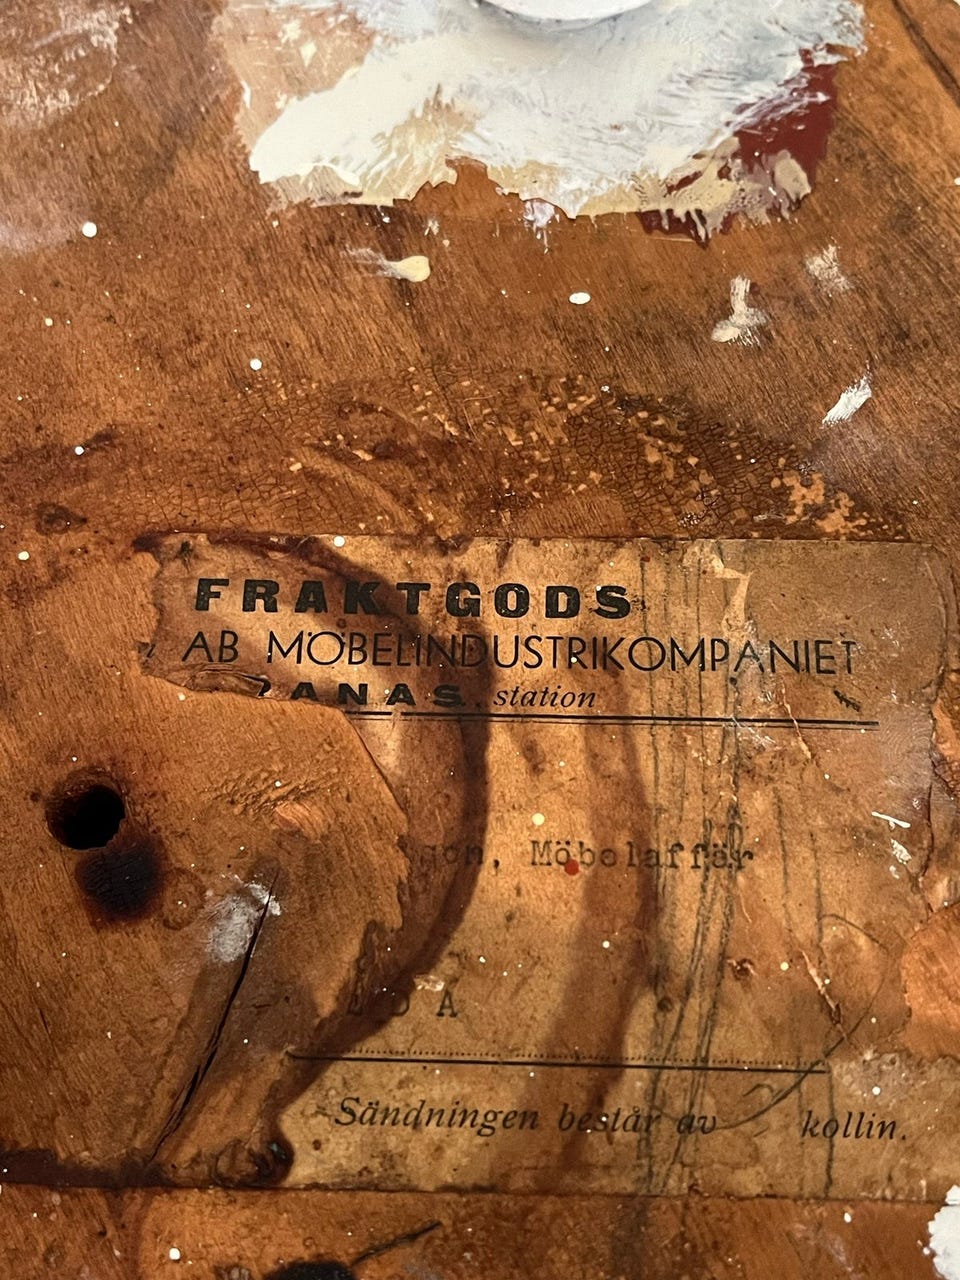 FRAKTGODS
AB MÖBELINDUSTRIKOMPANIET
station
Möbelaffär
Sändningen består av kollin.